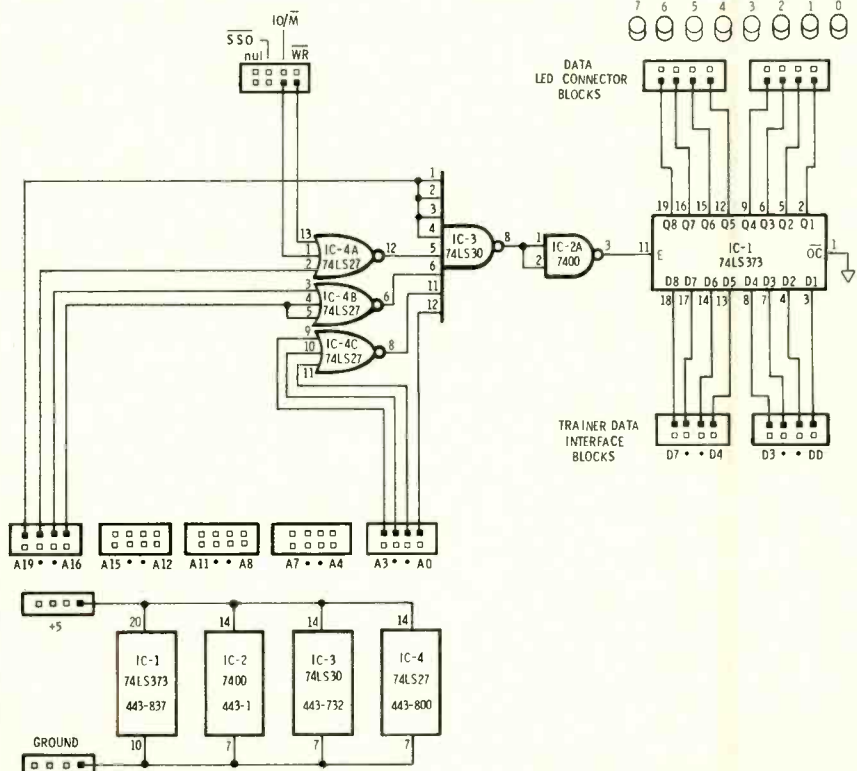 7 6 5 4 3 2 1 0
IO/M̅
S̅S̅O̅
nul W̅R̅
DATA
LED CONNECTOR
BLOCKS
1
2
3
4
5
6
11
12
IC-3
74LS30
8
1
2
IC-2A
7400
3
19 16 15 12 9 6 5 2
Q8 Q7 Q6 Q5 Q4 Q3 Q2 Q1
11 E
IC-1
74LS373
O̅C̅ 1
D8 D7 D6 D5 D4 D3 D2 D1
18 17 14 13 8 7 4 3
13
1
2
IC-4A
74LS27
12
3
4
5
IC-4B
74LS27
6
9
10
11
IC-4C
74LS27
8
TRAINER DATA
INTERFACE
BLOCKS
D7 • • D4
D3 • • DD
A19 • • A16
A15 • • A12
A11 • • A8
A7 • • A4
A3 • • A0
+5
20
IC-1
74LS373
443-837
10
14
IC-2
7400
443-1
7
14
IC-3
74LS30
443-732
7
14
IC-4
74LS27
443-800
7
GROUND